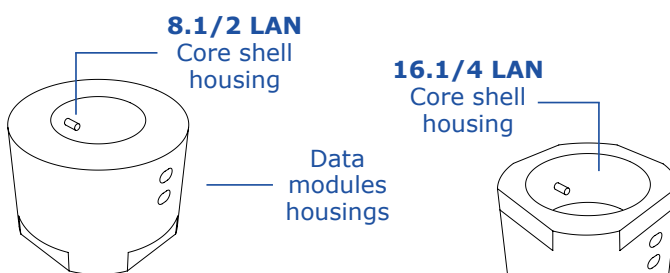 8.1/2 LAN
Core shell
housing
16.1/4 LAN
Core shell
housing
Data
modules
housings